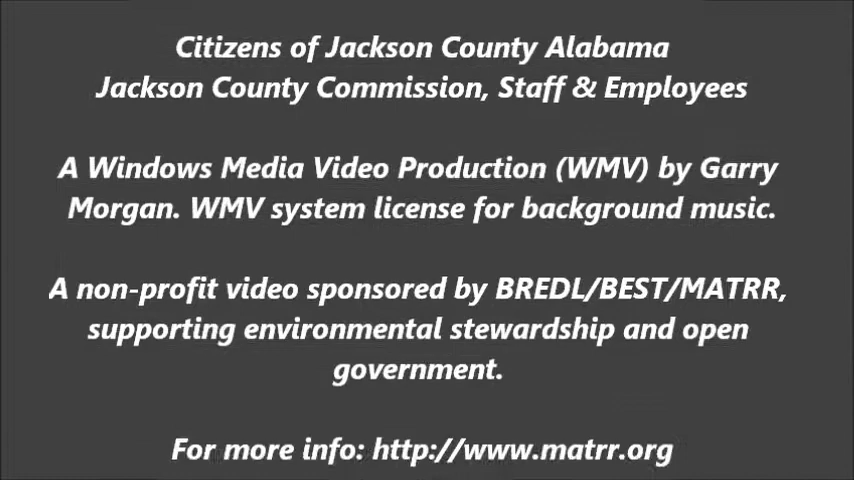 Citizens of Jackson County Alabama
Jackson County Commission, Staff & Employees
A Windows Media Video Production (WMV) by Garry
Morgan. WMV system license for background music.
A non-profit video sponsored by BREDL/BEST/MATRR,
supporting environmental stewardship and open
government.
For more info: http://www.matrr.org